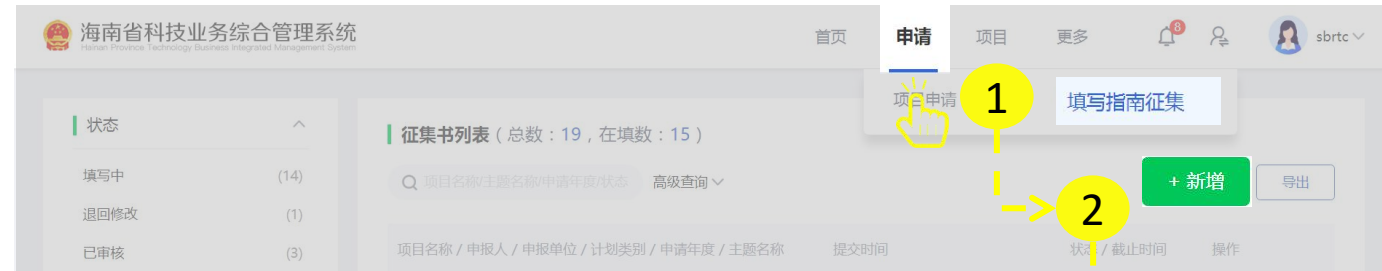 海南省科技业务综合管理系统
Hainan Province Technology Business Integrated Management System
首页 申请 项目 更多 8 sbrtc
项目申请 1 填写指南征集
状态
征集书列表（总数：19，在填数：15）
填写中 (14)
项目名称/主题名称/申请年度/状态 高级查询 + 新增 导出
退回修改 (1)
2
已审核 (3)
项目名称 / 申报人 / 申报单位 / 计划类别 / 申请年度 / 主题名称 提交时间 状态 / 截止时间 操作